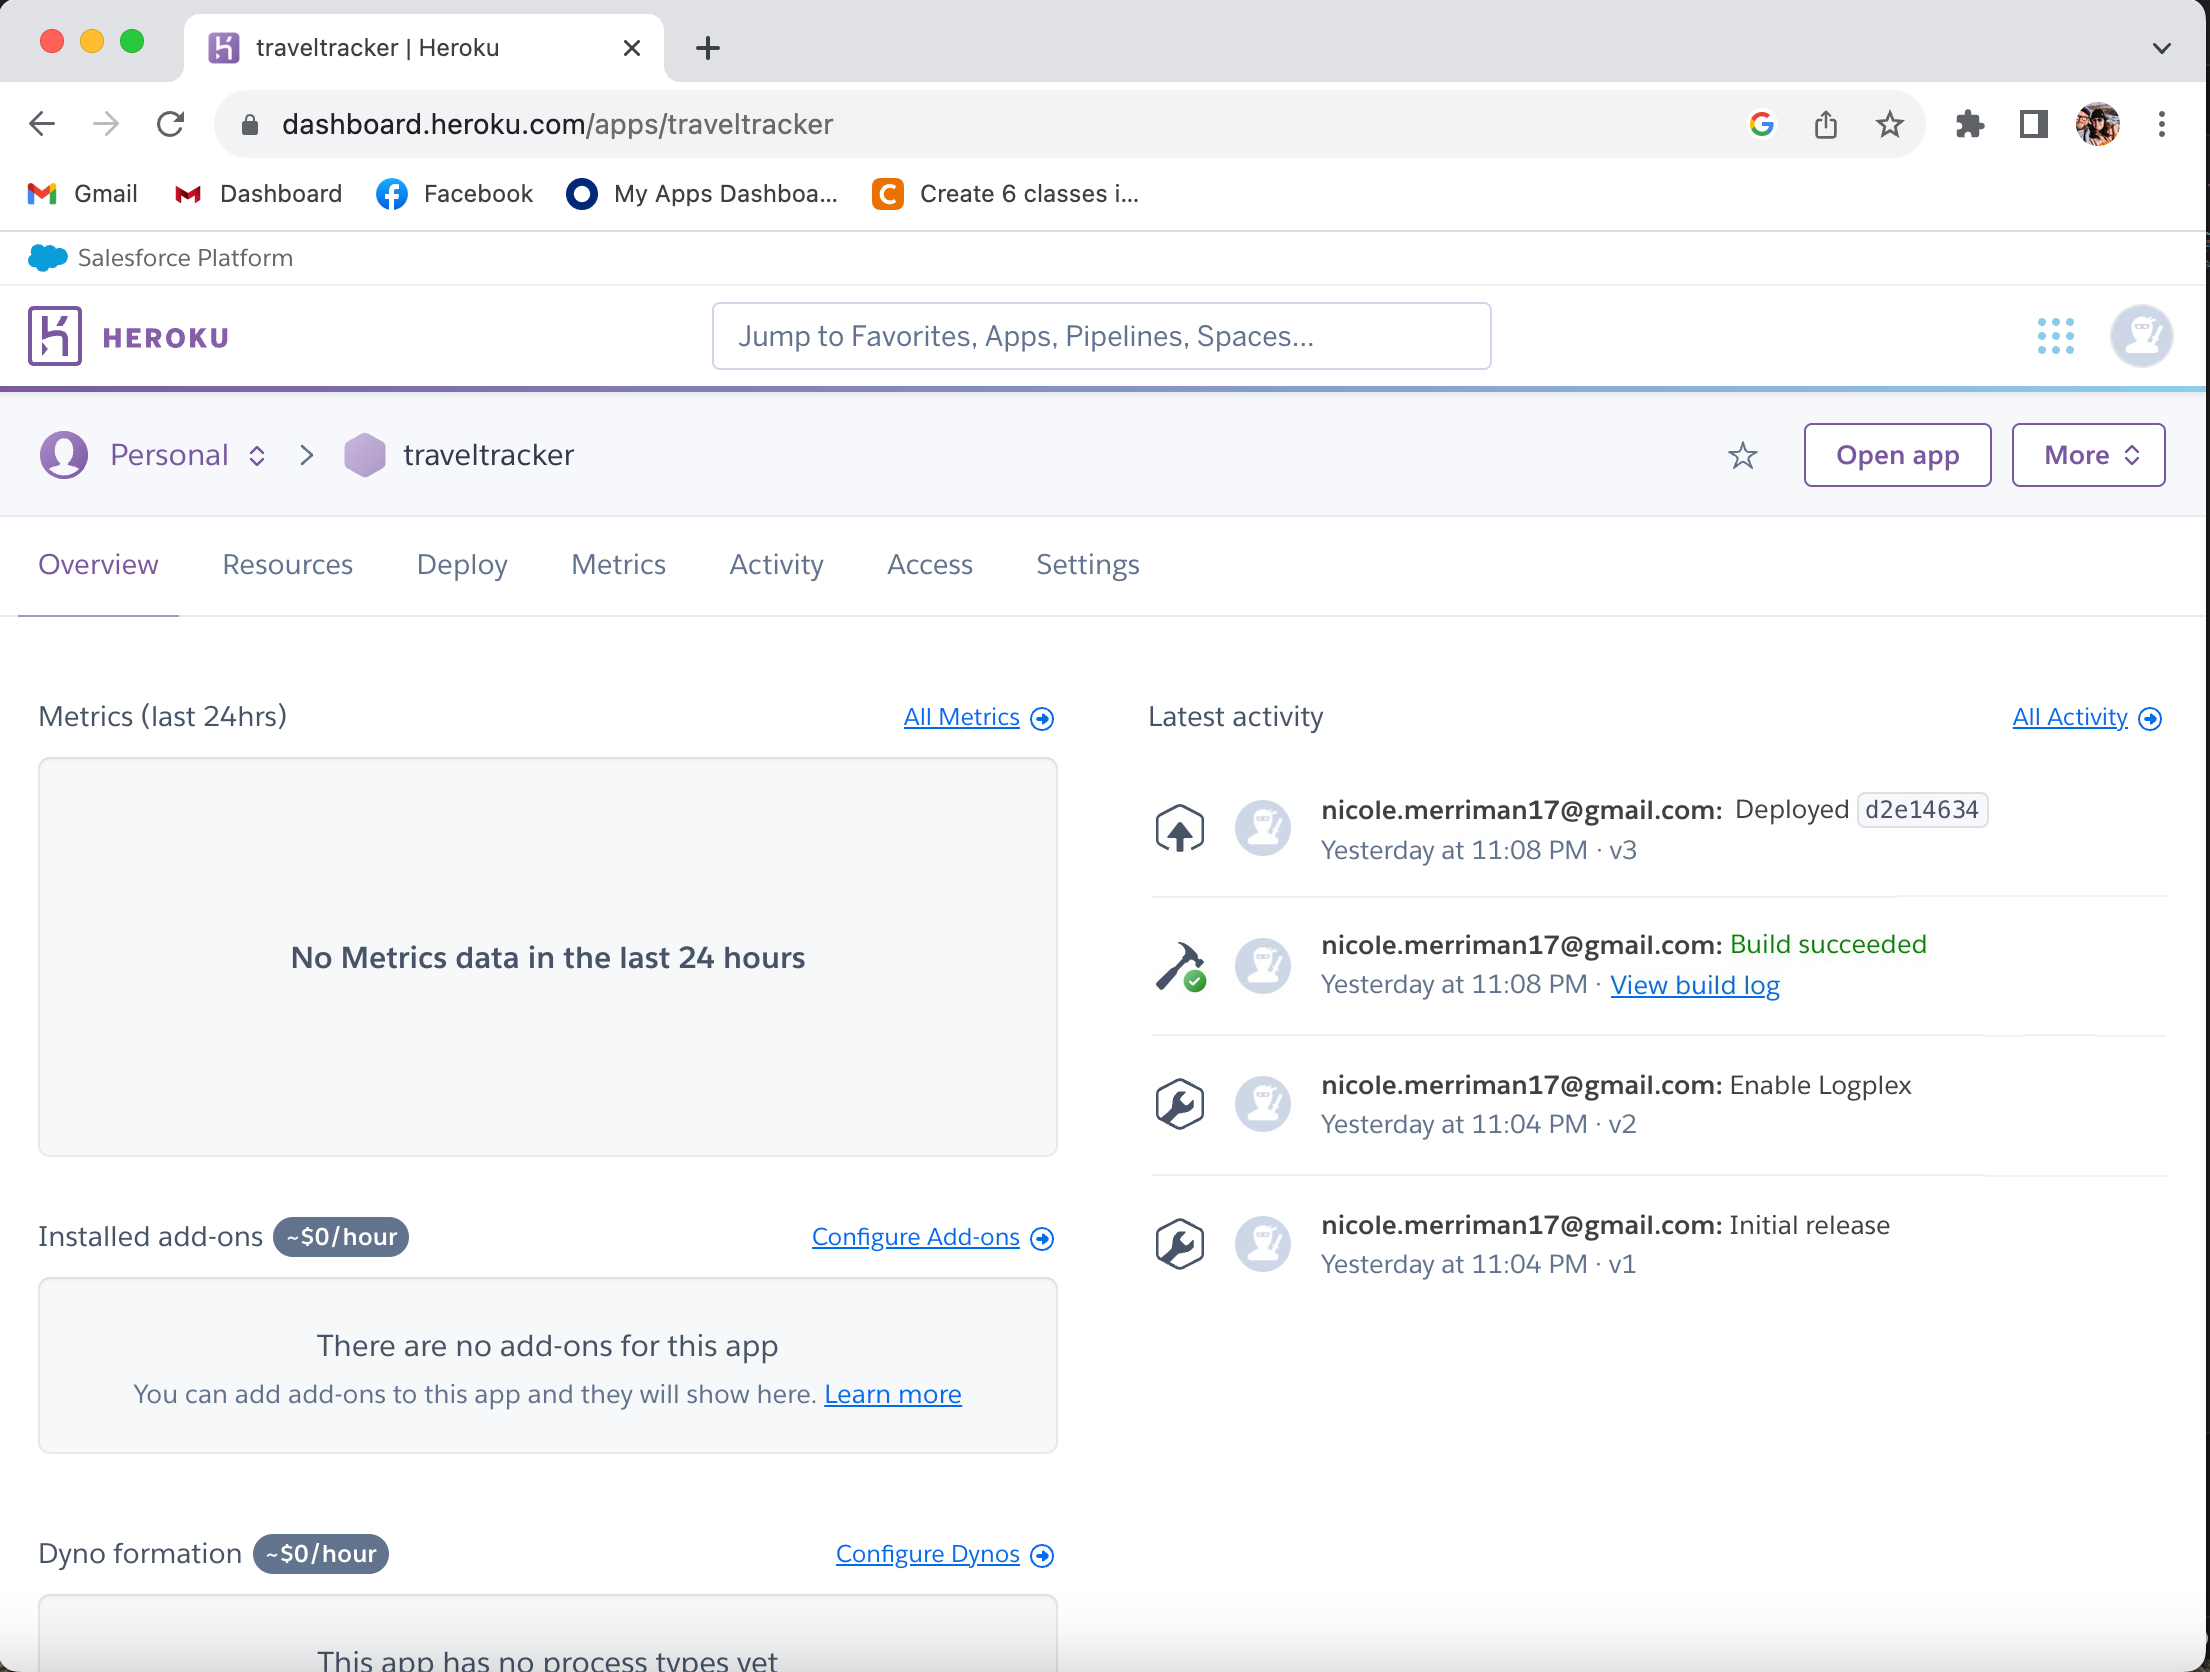 traveltracker | Heroku
dashboard.heroku.com/apps/traveltracker
Gmail Dashboard Facebook My Apps Dashboa... Create 6 classes i...
Salesforce Platform
HEROKU
Jump to Favorites, Apps, Pipelines, Spaces...
Personal traveltracker
Open app More
Overview Resources Deploy Metrics Activity Access Settings
Metrics (last 24hrs) All Metrics
No Metrics data in the last 24 hours
Installed add-ons ~$0/hour Configure Add-ons
There are no add-ons for this app
You can add add-ons to this app and they will show here. Learn more
Dyno formation ~$0/hour Configure Dynos
This app has no process types yet
Latest activity All Activity
nicole.merriman17@gmail.com: Deployed d2e14634
Yesterday at 11:08 PM · v3
nicole.merriman17@gmail.com: Build succeeded
Yesterday at 11:08 PM · View build log
nicole.merriman17@gmail.com: Enable Logplex
Yesterday at 11:04 PM · v2
nicole.merriman17@gmail.com: Initial release
Yesterday at 11:04 PM · v1